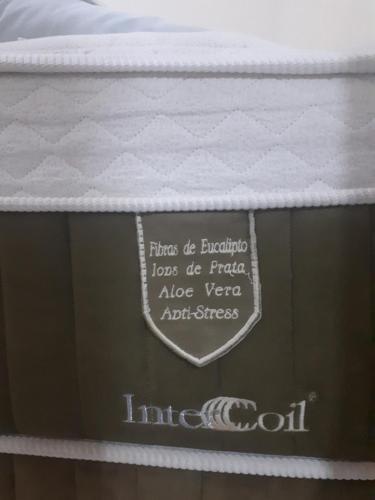 Fibras de Eucalipto
Ions de Prata
Aloe Vera
Anti-Stress
InterCoil®